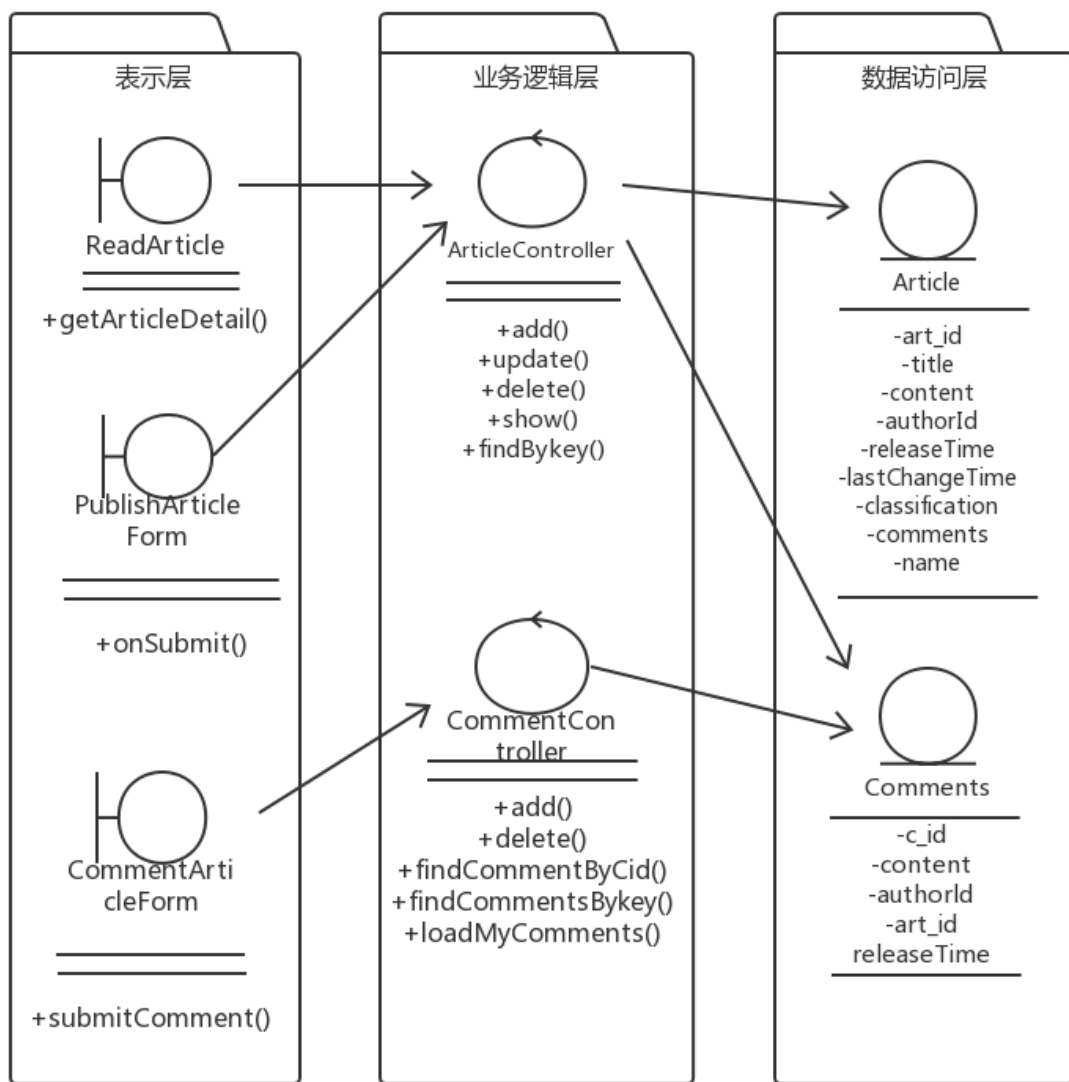 表示层
ReadArticle
+getArticleDetail()
PublishArticle
Form
+onSubmit()
CommentArti
cleForm
+submitComment()
业务逻辑层
ArticleController
+add()
+update()
+delete()
+show()
+findBykey()
CommentCon
troller
+add()
+delete()
+findCommentByCid()
+findCommentsBykey()
+loadMyComments()
数据访问层
Article
-art_id
-title
-content
-authorId
-releaseTime
-lastChangeTime
-classification
-comments
-name
Comments
-c_id
-content
-authorId
-art_id
releaseTime